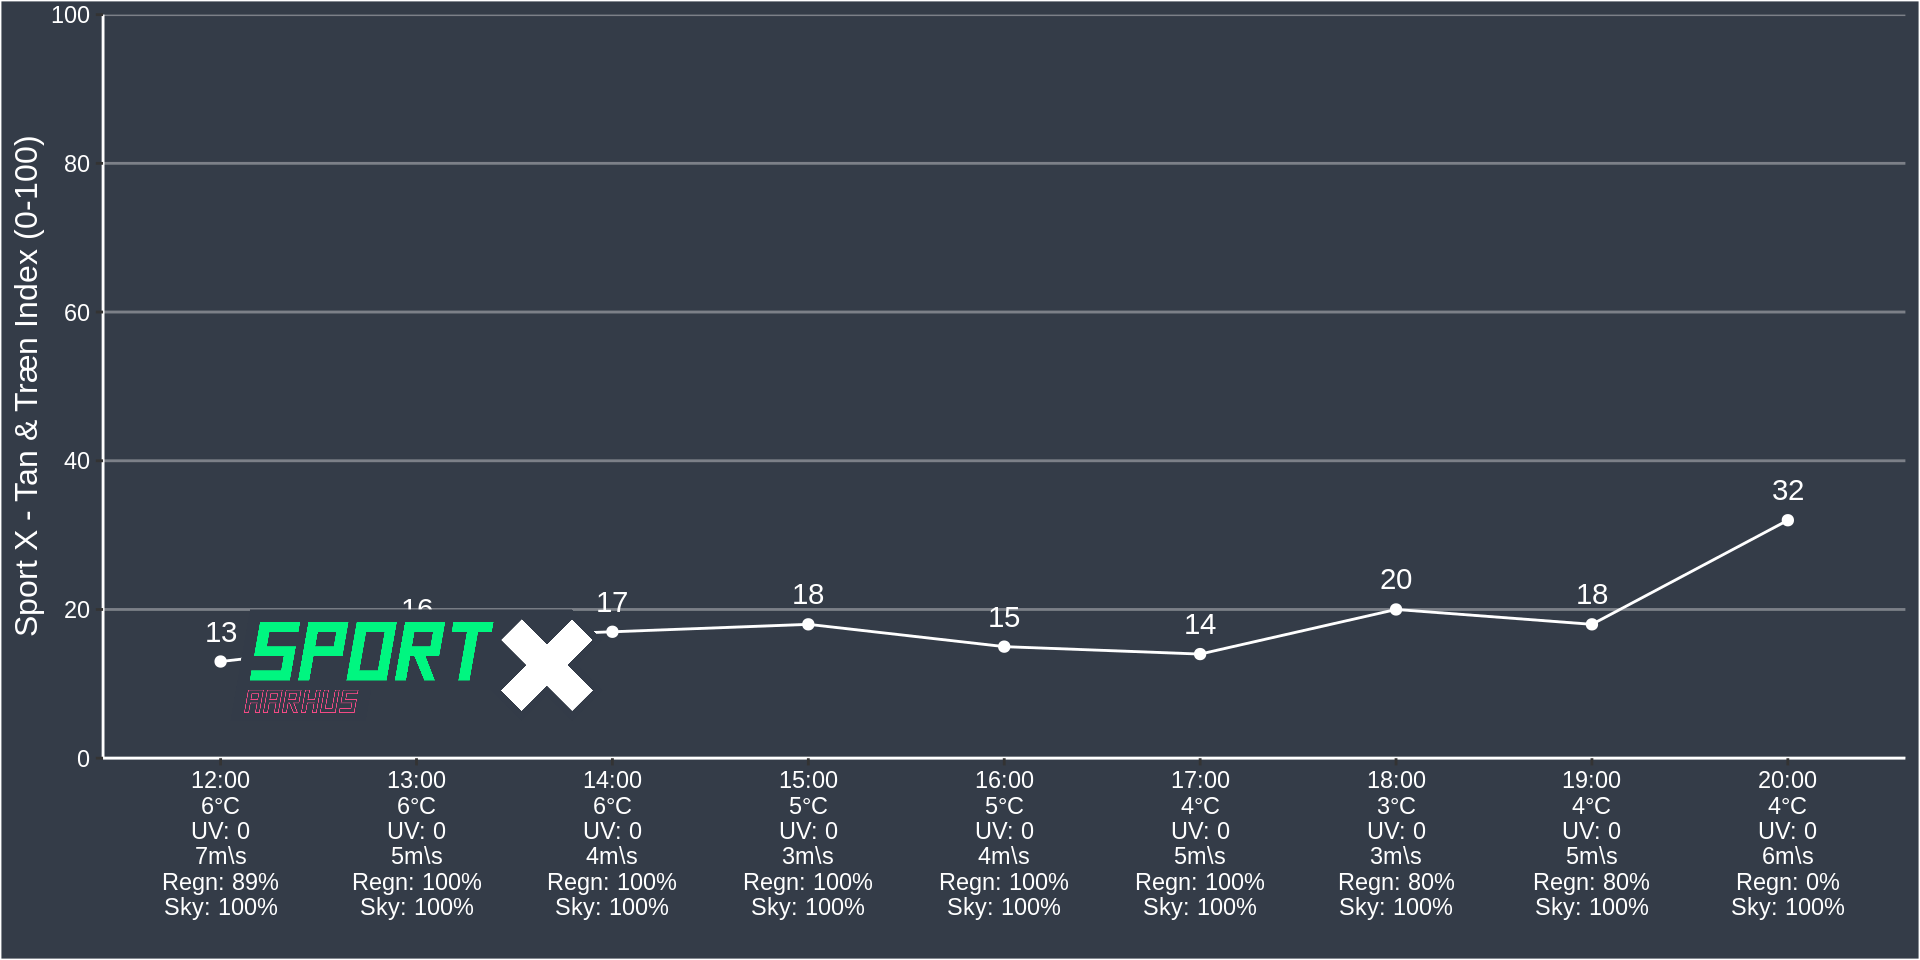 Sport X - Tan & Træn Index (0-100)
100
80
60
40
20
0
13
16
17
18
15
14
20
18
32
SPORT X
AARHUS
12:00 13:00 14:00 15:00 16:00 17:00 18:00 19:00 20:00
6°C 6°C 6°C 5°C 5°C 4°C 3°C 4°C 4°C
UV: 0 UV: 0 UV: 0 UV: 0 UV: 0 UV: 0 UV: 0 UV: 0 UV: 0
7m\s 5m\s 4m\s 3m\s 4m\s 5m\s 3m\s 5m\s 6m\s
Regn: 89% Regn: 100% Regn: 100% Regn: 100% Regn: 100% Regn: 100% Regn: 80% Regn: 80% Regn: 0%
Sky: 100% Sky: 100% Sky: 100% Sky: 100% Sky: 100% Sky: 100% Sky: 100% Sky: 100% Sky: 100%